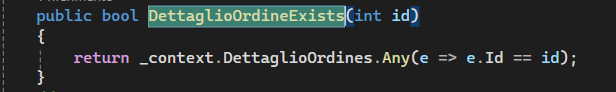 public bool DettaglioOrdineExists(int id)
{
return _context.DettaglioOrdines.Any(e => e.Id == id);
}